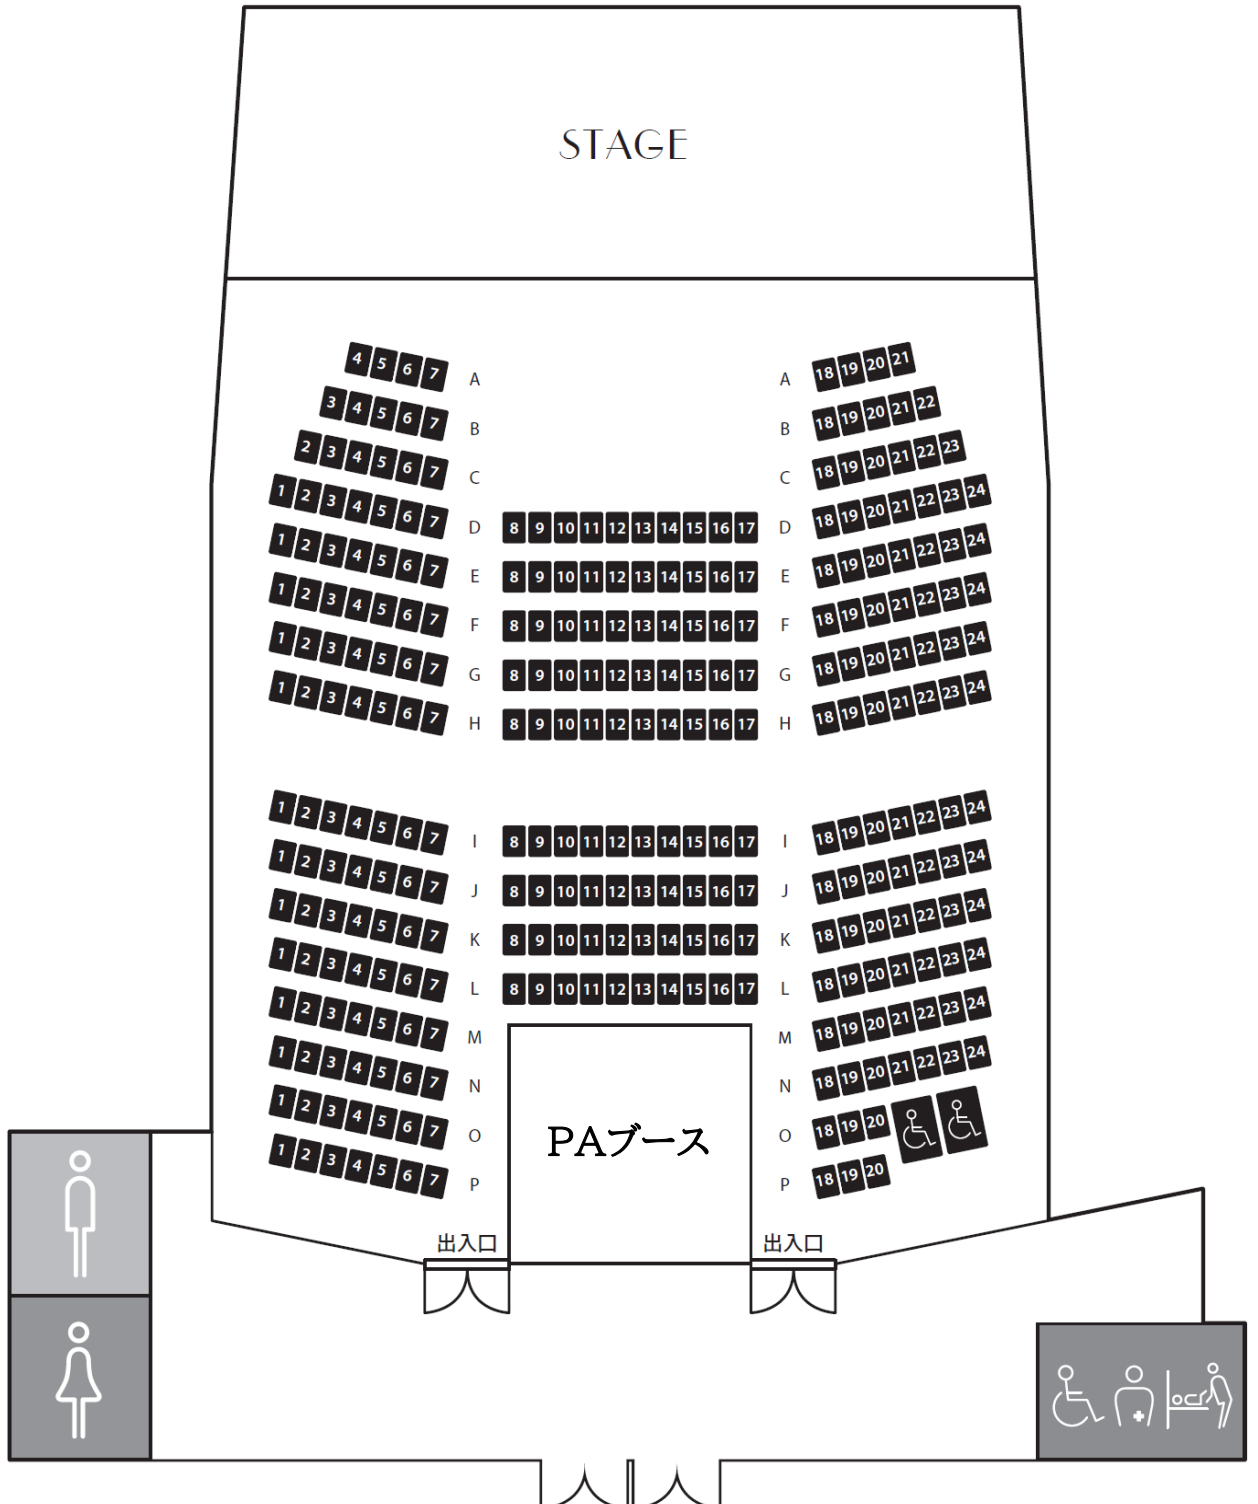 STAGE
4 5 6 7 A A 18 19 20 21
3 4 5 6 7 B B 18 19 20 21 22
2 3 4 5 6 7 C C 18 19 20 21 22 23
1 2 3 4 5 6 7 D 8 9 10 11 12 13 14 15 16 17 D 18 19 20 21 22 23 24
1 2 3 4 5 6 7 E 8 9 10 11 12 13 14 15 16 17 E 18 19 20 21 22 23 24
1 2 3 4 5 6 7 F 8 9 10 11 12 13 14 15 16 17 F 18 19 20 21 22 23 24
1 2 3 4 5 6 7 G 8 9 10 11 12 13 14 15 16 17 G 18 19 20 21 22 23 24
1 2 3 4 5 6 7 H 8 9 10 11 12 13 14 15 16 17 H 18 19 20 21 22 23 24
1 2 3 4 5 6 7 I 8 9 10 11 12 13 14 15 16 17 I 18 19 20 21 22 23 24
1 2 3 4 5 6 7 J 8 9 10 11 12 13 14 15 16 17 J 18 19 20 21 22 23 24
1 2 3 4 5 6 7 K 8 9 10 11 12 13 14 15 16 17 K 18 19 20 21 22 23 24
1 2 3 4 5 6 7 L 8 9 10 11 12 13 14 15 16 17 L 18 19 20 21 22 23 24
1 2 3 4 5 6 7 M M 18 19 20 21 22 23 24
1 2 3 4 5 6 7 N N 18 19 20 21 22 23 24
1 2 3 4 5 6 7 O O 18 19 20
PAブース
1 2 3 4 5 6 7 P P 18 19 20
出入口 出入口